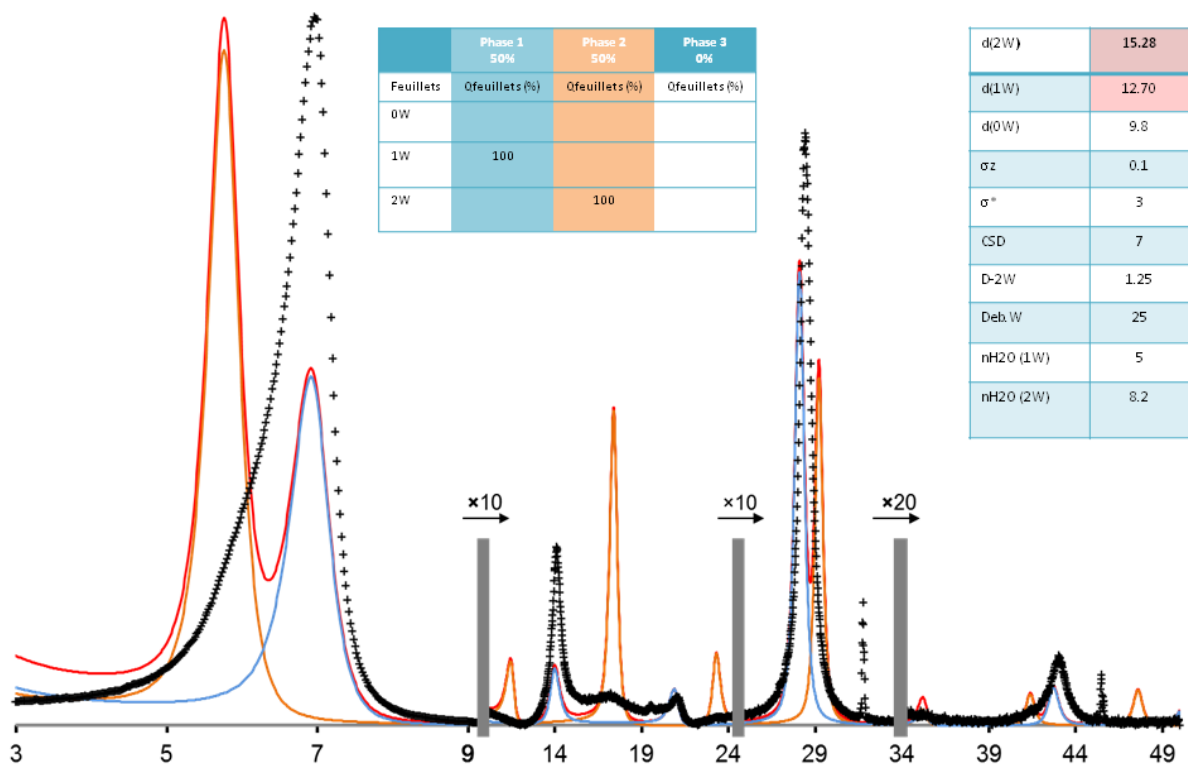 Phase 1 Phase 2 Phase 3
50% 50% 0%
Feuillets Qfeuillets (%) Qfeuillets (%) Qfeuillets (%)
0W
1W 100
2W 100
d(2W) 15.28
d(1W) 12.70
d(0W) 9.8
σz 0.1
σ* 3
CSD 7
D-2W 1.25
Deb. W 25
nH2O (1W) 5
nH2O (2W) 8.2
×10 ×10 ×20
3 5 7 9 14 19 24 29 34 39 44 49